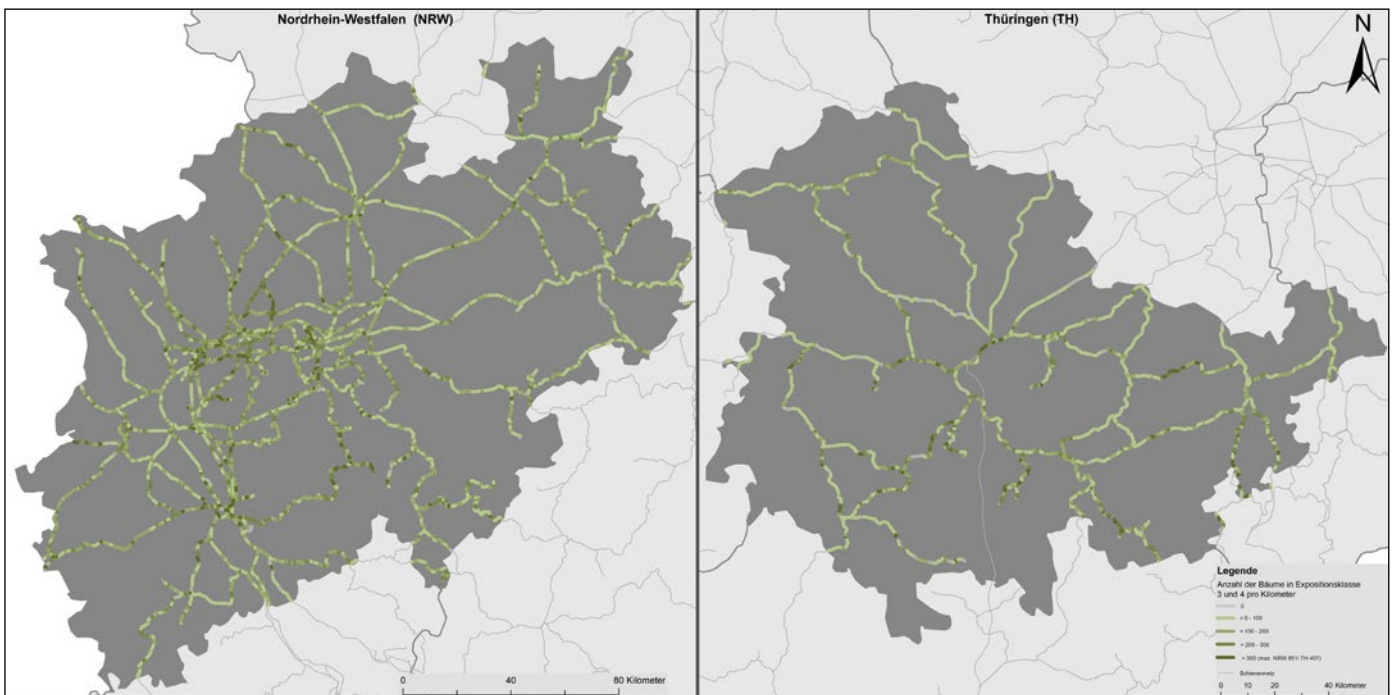 Nordrhein-Westfalen (NRW)
Thüringen (TH)
N
Legende
Anzahl der Bäume in Expositionsklasse
3 und 4 pro Kilometer
0
> 0 - 100
> 100 - 200
> 200 - 300
> 300 (max. NRW 601/ TH 407)
Schienennetz
0 40 80 Kilometer
0 10 20 40 Kilometer